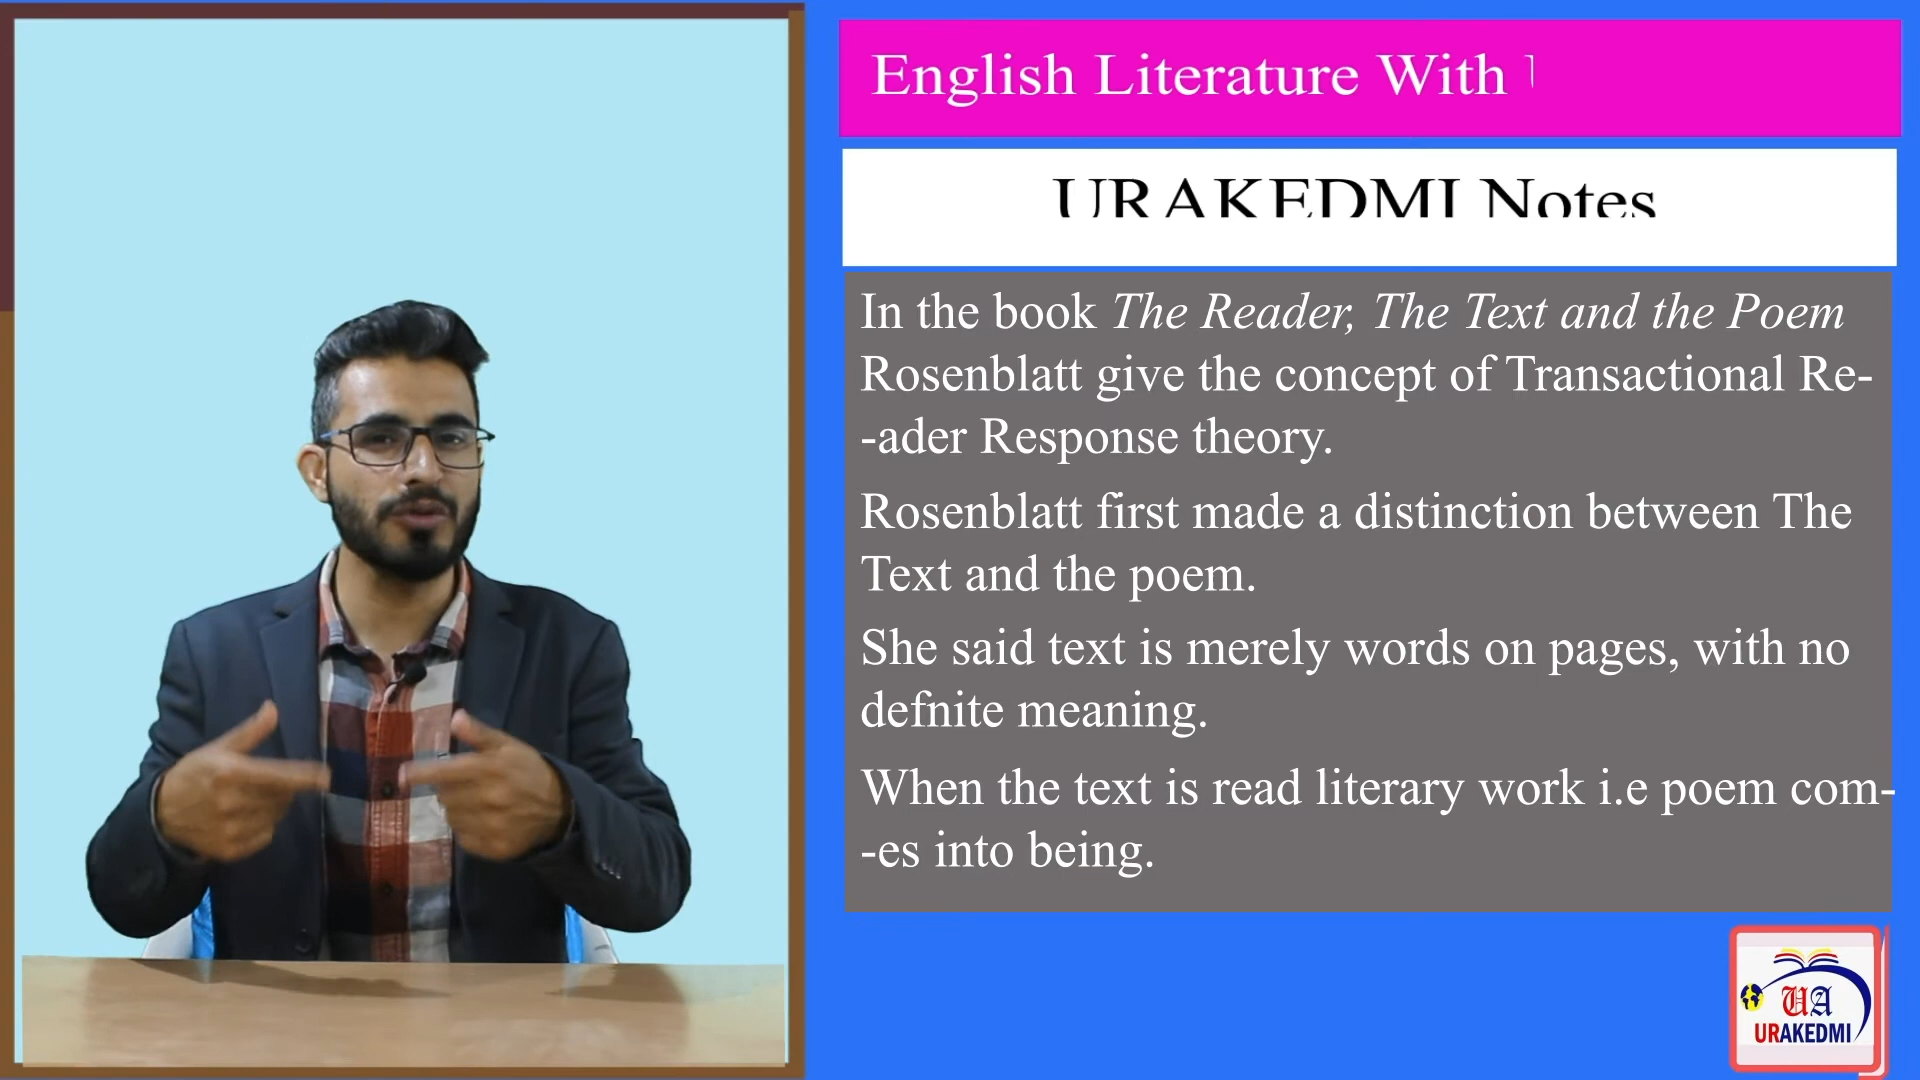 English Literature With
URAKEDMI Notes
In the book The Reader, The Text and the Poem
Rosenblatt give the concept of Transactional Re-
-ader Response theory.
Rosenblatt first made a distinction between The
Text and the poem.
She said text is merely words on pages, with no
defnite meaning.
When the text is read literary work i.e poem com-
-es into being.
UA
URAKEDMI